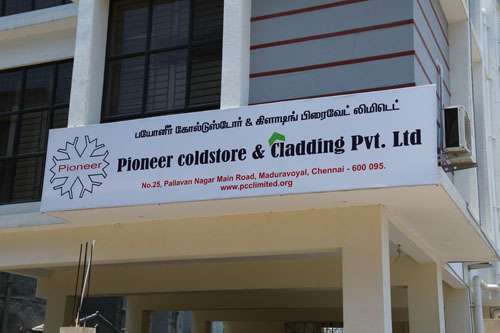 பயோனீர் கோல்டுஸ்டோர் & கிளாடிங் பிரைவேட் லிமிடெட்
Pioneer
Pioneer coldstore & Cladding Pvt. Ltd
No.25, Pallavan Nagar Main Road, Maduravoyal, Chennai - 600 095.
www.pcclimited.org